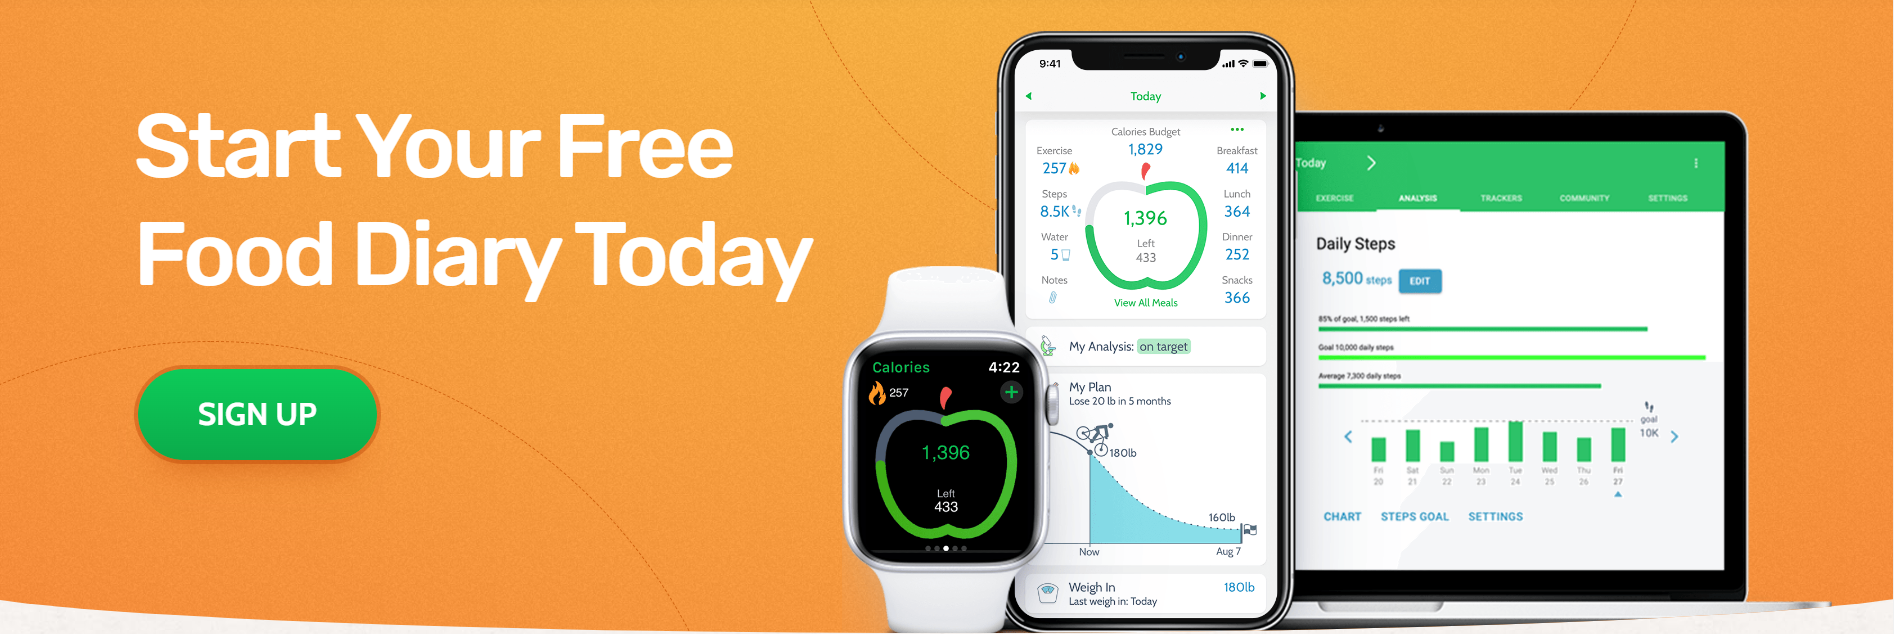 Start Your Free
Food Diary Today
SIGN UP
Calories
4:22
257
1,396
Left
433
9:41
Today
Calories Budget
1,829
Exercise
257
Steps
8.5K
Water
5
Notes
Breakfast
414
Lunch
364
Dinner
252
Snacks
366
1,396
Left
433
View All Meals
My Analysis: on target
My Plan
Lose 20 lb in 5 months
180lb
160lb
Now
Aug 7
Weigh In
180lb
Last weigh in: Today
Today
EXERCISE ANALYSIS TRACKERS COMMUNITY SETTINGS
Daily Steps
8,500 steps EDIT
85% of goal, 1,500 steps left
Goal 10,000 daily steps
Average 7,300 daily steps
goal
10K
Fri Sat Sun Mon Tue Wed Thu Fri
20 21 22 23 24 25 26 27
CHART STEPS GOAL SETTINGS